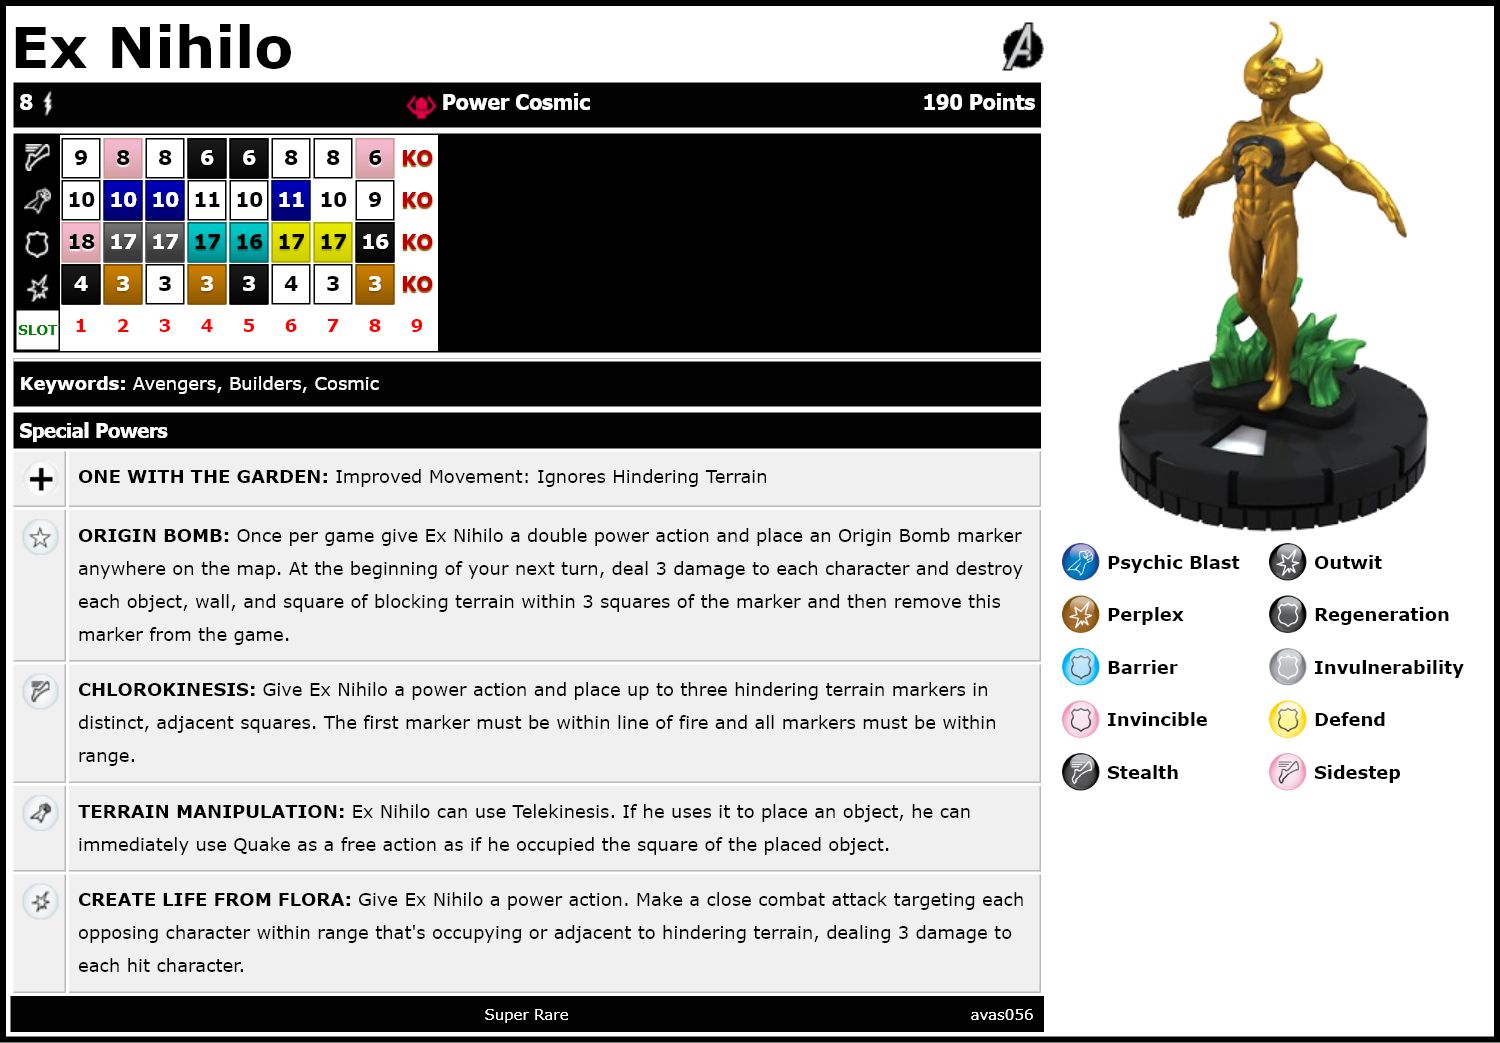 Ex Nihilo
8 Power Cosmic 190 Points
9 8 8 6 6 8 8 6 KO
10 10 10 11 10 11 10 9 KO
18 17 17 17 16 17 17 16 KO
4 3 3 3 3 4 3 3 KO
SLOT 1 2 3 4 5 6 7 8 9
Keywords: Avengers, Builders, Cosmic
Special Powers
ONE WITH THE GARDEN: Improved Movement: Ignores Hindering Terrain
ORIGIN BOMB: Once per game give Ex Nihilo a double power action and place an Origin Bomb marker
anywhere on the map. At the beginning of your next turn, deal 3 damage to each character and destroy
each object, wall, and square of blocking terrain within 3 squares of the marker and then remove this
marker from the game.
CHLOROKINESIS: Give Ex Nihilo a power action and place up to three hindering terrain markers in
distinct, adjacent squares. The first marker must be within line of fire and all markers must be within
range.
TERRAIN MANIPULATION: Ex Nihilo can use Telekinesis. If he uses it to place an object, he can
immediately use Quake as a free action as if he occupied the square of the placed object.
CREATE LIFE FROM FLORA: Give Ex Nihilo a power action. Make a close combat attack targeting each
opposing character within range that's occupying or adjacent to hindering terrain, dealing 3 damage to
each hit character.
Super Rare avas056
Psychic Blast Outwit
Perplex Regeneration
Barrier Invulnerability
Invincible Defend
Stealth Sidestep